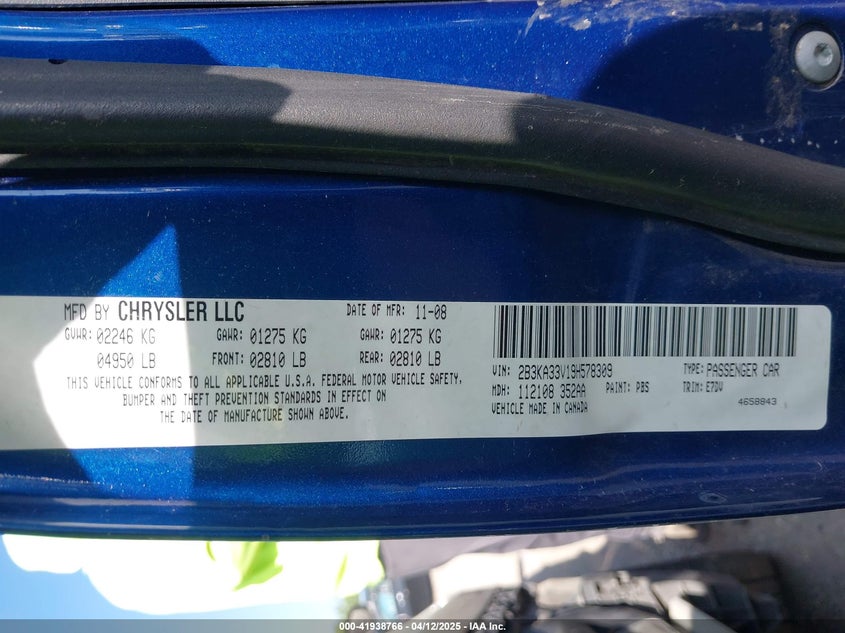 MFD BY CHRYSLER LLC DATE OF MFR: 11-08
GVWR: 02246 KG GAWR: 01275 KG GAWR: 01275 KG
04950 LB FRONT: 02810 LB REAR: 02810 LB
THIS VEHICLE CONFORMS TO ALL APPLICABLE U.S.A. FEDERAL MOTOR VEHICLE SAFETY,
BUMPER AND THEFT PREVENTION STANDARDS IN EFFECT ON
THE DATE OF MANUFACTURE SHOWN ABOVE.
VIN: 2B3KA33V19H578309 TYPE: PASSENGER CAR
MDH: 112108 352AA PAINT: PBS TRIM: E7DV
VEHICLE MADE IN CANADA 4658843
000-41938766 - 04/12/2025 - IAA Inc.